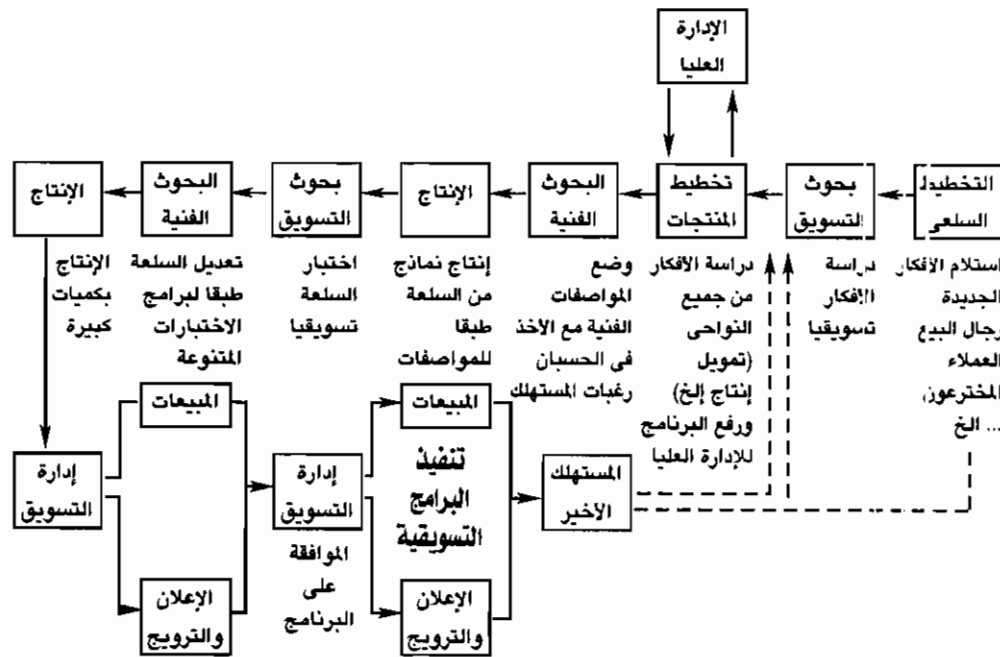 الإدارة
العليا
التخطيط
السلعى
بحوث
التسويق
تخطيط
المنتجات
البحوث
الفنية
الإنتاج
بحوث
التسويق
البحوث
الفنية
الإنتاج
استلام الأفكار
الجديدة
رجال البيع
العملاء
المخترعون
... الخ
دراسة
الأفكار
تسويقيا
دراسة الأفكار
من جميع
النواحى
(تمويل
إنتاج إلخ)
ورفع البرنامج
للإدارة العليا
وضع
المواصفات
الفنية مع الأخذ
فى الحسبان
رغبات المستهلك
إنتاج نماذج
من السلعة
طبقا
للمواصفات
اختبار
السلعة
تسويقيا
تعديل السلعة
طبقا لبرامج
الاختبارات
المتنوعة
الإنتاج
بكميات
كبيرة
إدارة
التسويق
المبيعات
الإعلان
والترويج
إدارة
التسويق
الموافقة
على
البرنامج
المبيعات
تنفيذ
البرامج
التسويقية
الإعلان
والترويج
المستهلك
الأخير